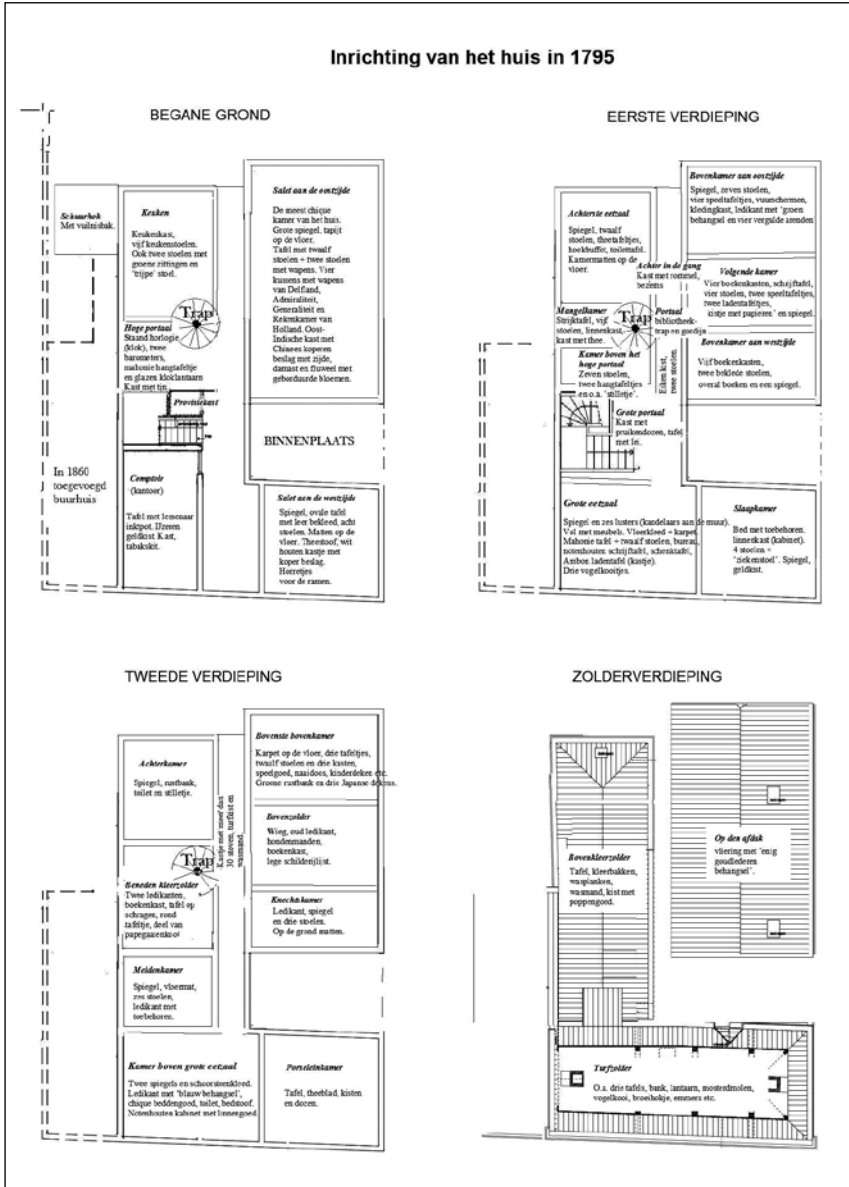 Inrichting van het huis in 1795
BEGANE GROND
Schuurhok
Met vuilnisbak.
Keuken
Keukenkast,
vijf keukenstoelen.
Ook twee stoelen met
groene zittingen en
'trijpe' stoel.
Trap
Hoge portaal
Staand horlogie
(klok), twee
barometers,
mahonie hangtafeltje
en glazen kloklantaarn
Kast met tin.
Provisiekast
In 1860
toegevoegd
buurhuis
Comptoir
(kantoor)
Tafel met lessenaar
inktpot. IJzeren
geldkist. Kast,
tabakskit.
Salet aan de oostzijde
De meest chique
kamer van het huis.
Grote spiegel, tapijt
op de vloer.
Tafel met twaalf
stoelen + twee stoelen
met wapens. Vier
kussens met wapens
van Delfland,
Admiraliteit,
Generaliteit en
Rekenkamer van
Holland. Oost-
Indische kast met
Chinees koperen
beslag met zijde,
damast en fluweel met
geborduurde bloemen.
BINNENPLAATS
Salet aan de westzijde
Spiegel, ovale tafel
met leer bekleed, acht
stoelen. Matten op de
vloer. Theestoof, wit
houten kastje met
koper beslag.
Horretjes
voor de ramen.
EERSTE VERDIEPING
Achterste eetzaal
Spiegel, twaalf
stoelen, theetafeltjes,
hoekbuffet, toilettafel.
Kamermatten op de
vloer.
Achter in de gang
Kast met rommel,
bezems
Mangelkamer
Strijktafel, vijf
stoelen, linnenkast,
kast met thee.
Trap
Portaal
bibliotheek-
trap en gordijn
Kamer boven het
hoge portaal
Zeven stoelen,
twee hangtafeltjes
en o.a. 'stilletje'.
Eiken kist,
twee stoelen
Grote portaal
Kast met
pruikendozen, tafel
met
Bovenkamer aan oostzijde
Spiegel, zeven stoelen,
vier speeltafeltjes, vuurschermen,
kledingkast, ledikant met 'groen
behangsel en vier vergulde arenden
Volgende kamer
Vier boekenkasten, schrijftafel,
vier stoelen, twee speeltafeltjes,
twee ladentafeltjes,
'kistje met papieren' en spiegel.
Bovenkamer aan westzijde
Vijf boekenkasten,
twee beklede stoelen,
overal boeken en een spiegel.
Grote eetzaal
Spiegel en zes lusters (kandelaars aan de muur).
Vol met meubels. Vloerkleed + karpet.
Mahonie tafel + twaalf stoelen, bureau,
notenhouten schrijftafel, schenktafel,
Ambon ladentafel (kastje).
Drie vogelkooitjes.
Slaapkamer
Bed met toebehoren.
linnenkast (kabinet).
4 stoelen +
"ziekenstoel". Spiegel,
geldkist.
TWEEDE VERDIEPING
Achterkamer
Spiegel, rustbank,
toilet en stilletje.
Kastje met meer dan
30 stoven, turfkist en
wasmand.
Trap
Beneden kleerzolder
Twee ledikanten,
boekenkast, tafel op
schragen, rond
tafeltje, deel van
papegaaienkooi
Meidenkamer
Spiegel, vloermat,
zes stoelen,
ledikant met
toebehoren.
Bovenste bovenkamer
Karpet op de vloer, drie tafeltjes,
twaalf stoelen en drie kasten,
speelgoed, naaidoos, kinderdeken etc.
Groene rustbank en drie Japanse dekens.
Bovenzolder
Wieg, oud ledikant,
hondenmanden,
boekenkast,
lege schilderijlijst.
Knechtskamer
Ledikant, spiegel
en drie stoelen.
Op de grond matten.
Kamer boven grote eetzaal
Twee spiegels en schoorsteenkleed.
Ledikant met 'blauw behangsel',
chique beddengoed, toilet, bedstoof.
Notenhouten kabinet met linnengoed.
Porseleinkamer
Tafel, theeblad, kisten
en dozen.
ZOLDERVERDIEPING
Bovenkleerzolder
Tafel, kleerbakken,
wasplanken,
wasmand, kist met
poppengoed.
Op den afdak
vliering met 'enig
goudlederen
behangsel'.
Turfzolder
O.a. drie tafels, bank, lantaarn, mosterdmolen,
vogelkooi, broeihokje, emmers etc.